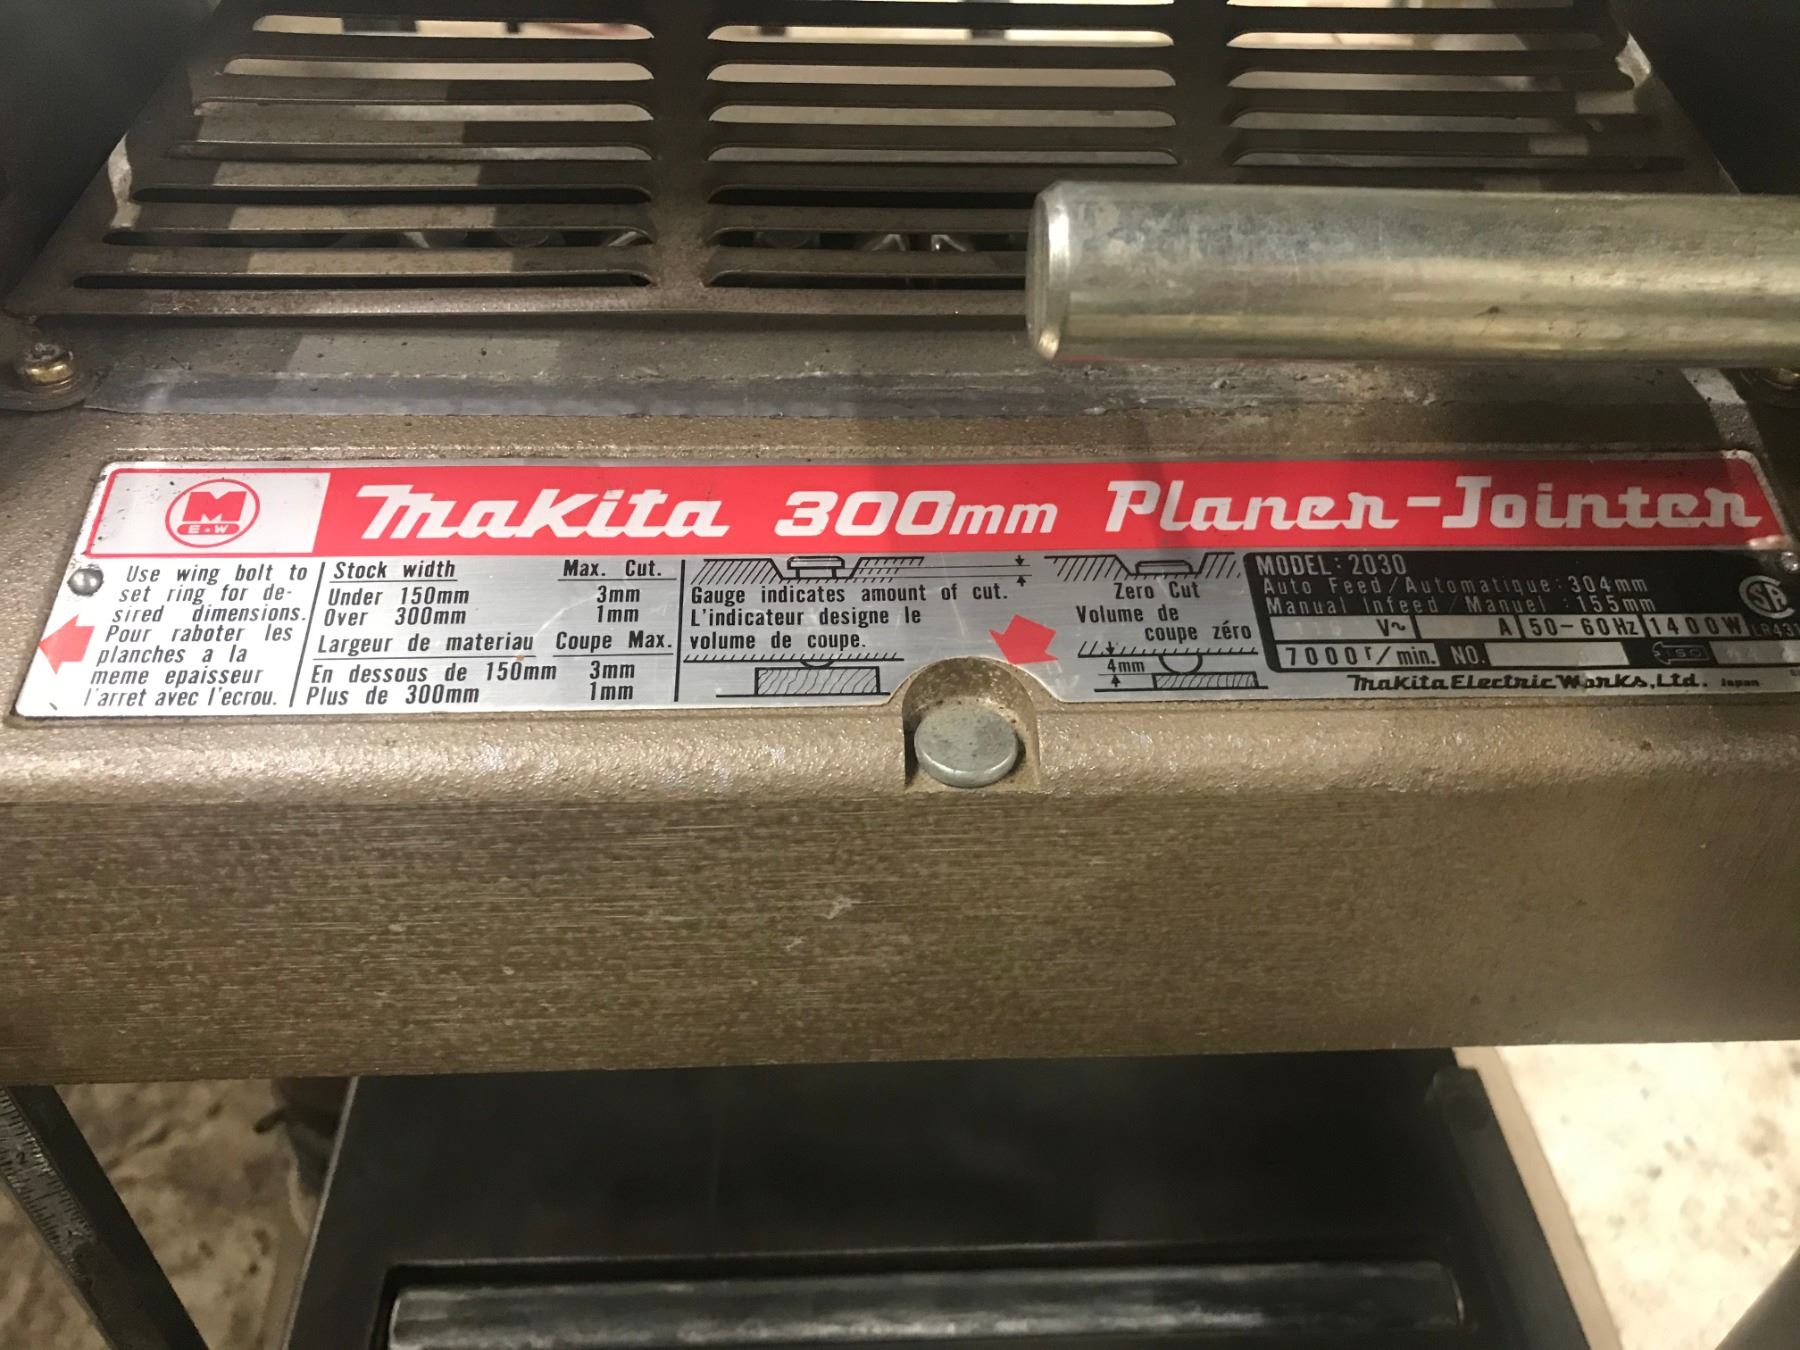 M
E W
Makita 300mm Planer-Jointer
Use wing bolt to
set ring for de-
sired dimensions.
Pour raboter les
planches a la
meme epaisseur
l'arret avec l'ecrou.
Stock width Max. Cut.
Under 150mm 3mm
Over 300mm 1mm
Largeur de materiau Coupe Max.
En dessous de 150mm 3mm
Plus de 300mm 1mm
Gauge indicates amount of cut.
L'indicateur designe le
volume de coupe.
Zero Cut
Volume de
coupe zéro
4mm
MODEL: 2030
Auto Feed/Automatique: 304mm
Manual Infeed/Manuel: 155mm
V~ A 50-60Hz 1400W
7000r/min. NO.
ISO
Makita Electric Works, Ltd. Japan